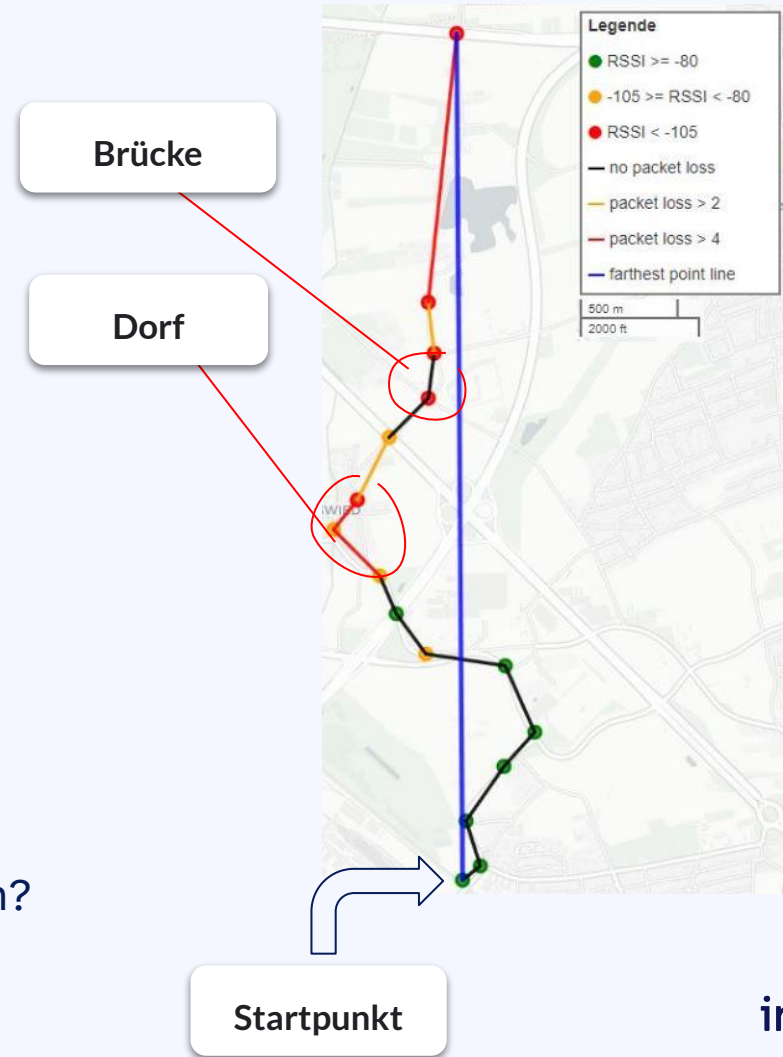 Legende
RSSI >= -80
-105 >= RSSI < -80
RSSI < -105
no packet loss
packet loss > 2
packet loss > 4
farthest point line
500 m
2000 ft
Brücke
Dorf
n?
Startpunkt